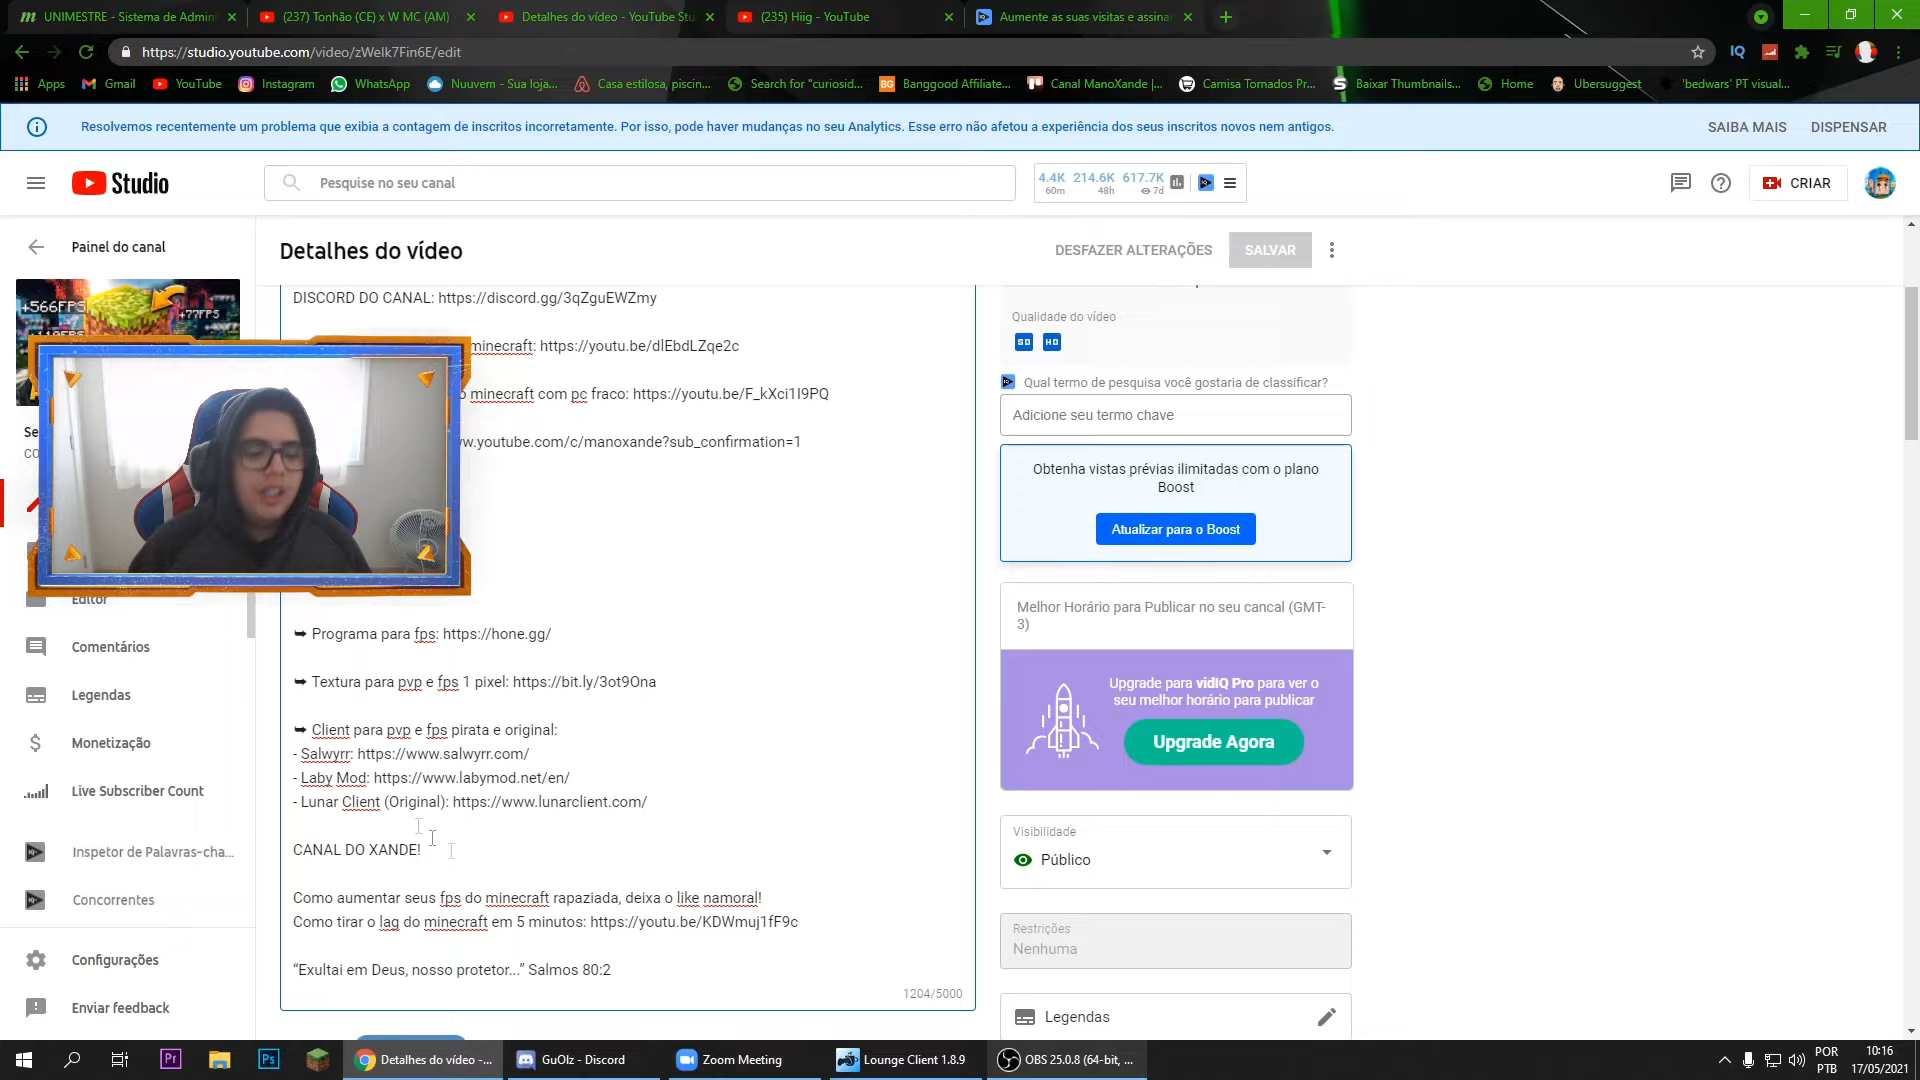 UNIMESTRE - Sistema de Admini
(237) Tonhão (CE) x W MC (AM)
Detalhes do vídeo - YouTube Stu
(235) Hiig - YouTube
Aumente as suas visitas e assina
https://studio.youtube.com/video/zWelk7Fin6E/edit
Apps
Gmail
YouTube
Instagram
WhatsApp
Nuuvem - Sua loja...
Casa estilosa, piscin...
Search for "curiosid...
Banggood Affiliate...
Canal ManoXande |...
Camisa Tornados Pr...
Baixar Thumbnails...
Home
Ubersuggest
'bedwars' PT visual...
Resolvemos recentemente um problema que exibia a contagem de inscritos incorretamente. Por isso, pode haver mudanças no seu Analytics. Esse erro não afetou a experiência dos seus inscritos novos nem antigos.
SAIBA MAIS
DISPENSAR
Studio
Pesquise no seu canal
4.4K 214.6K 617.7K
60m 48h 7d
CRIAR
Painel do canal
Detalhes do vídeo
DESFAZER ALTERAÇÕES
SALVAR
+566FPS
+77FPS
Se
Editor
Comentários
Legendas
Monetização
Live Subscriber Count
Inspetor de Palavras-cha...
Concorrentes
Configurações
Enviar feedback
DISCORD DO CANAL: https://discord.gg/3qZguEWZmy
minecraft: https://youtu.be/dlEbdLZqe2c
o minecraft com pc fraco: https://youtu.be/F_kXci1I9PQ
ww.youtube.com/c/manoxande?sub_confirmation=1
➥ Programa para fps: https://hone.gg/
➥ Textura para pvp e fps 1 pixel: https://bit.ly/3ot9Ona
➥ Client para pvp e fps pirata e original:
- Salwyrr: https://www.salwyrr.com/
- Laby Mod: https://www.labymod.net/en/
- Lunar Client (Original): https://www.lunarclient.com/
CANAL DO XANDE!
Como aumentar seus fps do minecraft rapaziada, deixa o like namoral!
Como tirar o lag do minecraft em 5 minutos: https://youtu.be/KDWmuj1fF9c
“Exultai em Deus, nosso protetor...” Salmos 80:2
1204/5000
Qualidade do vídeo
SD HD
Qual termo de pesquisa você gostaria de classificar?
Adicione seu termo chave
Obtenha vistas prévias ilimitadas com o plano
Boost
Atualizar para o Boost
Melhor Horário para Publicar no seu cancal (GMT-
3)
Upgrade para vidIQ Pro para ver o
seu melhor horário para publicar
Upgrade Agora
Visibilidade
Público
Restrições
Nenhuma
Legendas
Detalhes do vídeo -...
GuOlz - Discord
Zoom Meeting
Lounge Client 1.8.9
OBS 25.0.8 (64-bit, ...
POR
PTB
10:16
17/05/2021